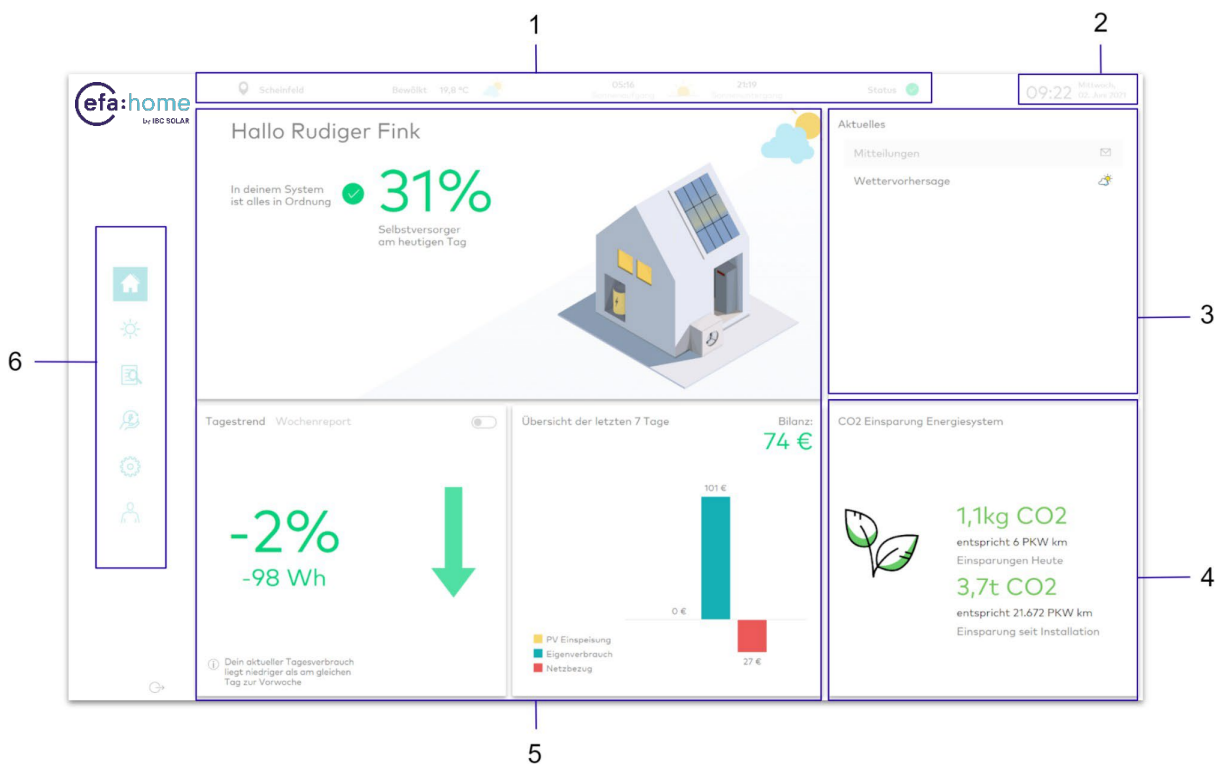 1
2
efa:home
by IBC SOLAR
Scheinfeld
Bewölkt 19,8 °C
05:16
21:19
Status
09:22
Mittwoch,
02. Jun 2021
Hallo Rudiger Fink
In deinem System
ist alles in Ordnung
31%
Selbstversorger
am heutigen Tag
Aktuelles
Mitteilungen
Wettervorhersage
3
6
Tagestrend Wochenreport
-2%
-98 Wh
Dein aktueller Tagesverbrauch
liegt niedriger als am gleichen
Tag zur Vorwoche
Übersicht der letzten 7 Tage
Bilanz:
74 €
101 €
0 €
27 €
PV Einspeisung
Eigenverbrauch
Netzbezug
CO2 Einsparung Energiesystem
1,1kg CO2
entspricht 6 PKW km
Einsparungen Heute
3,7t CO2
entspricht 21.672 PKW km
Einsparung seit Installation
4
5